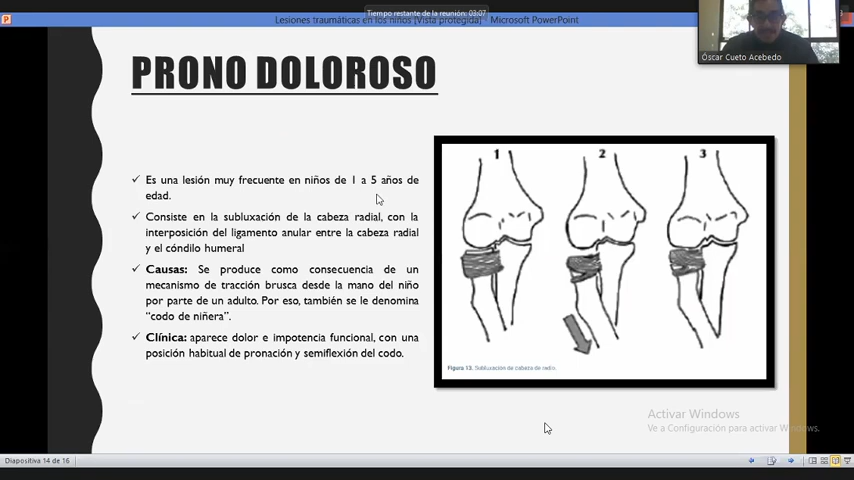 Tiempo restante de la reunión: 03:07
Lesiones traumáticas en los niños [Vista protegida] - Microsoft PowerPoint
Óscar Cueto Acebedo
PRONO DOLOROSO
✓ Es una lesión muy frecuente en niños de 1 a 5 años de
edad.
✓ Consiste en la subluxación de la cabeza radial, con la
interposición del ligamento anular entre la cabeza radial
y el cóndilo humeral
✓ Causas: Se produce como consecuencia de un
mecanismo de tracción brusca desde la mano del niño
por parte de un adulto. Por eso, también se le denomina
“codo de niñera”.
✓ Clínica: aparece dolor e impotencia funcional, con una
posición habitual de pronación y semiflexión del codo.
1 2 3
Figura 13. Subluxación de cabeza de radio.
Activar Windows
Ve a Configuración para activar Windows.
Diapositiva 14 de 16